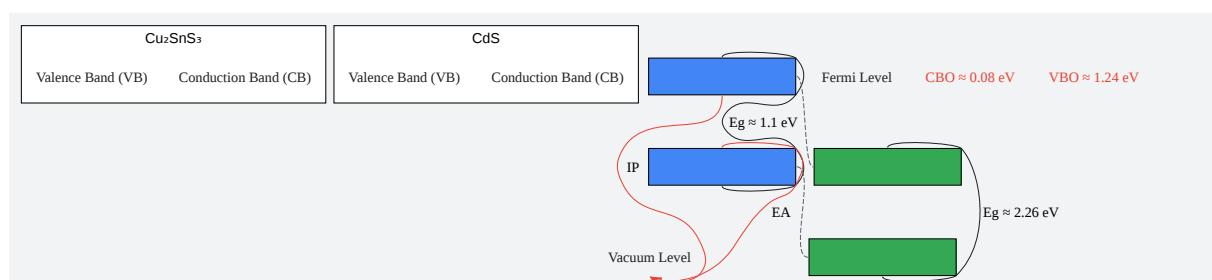 Cu₂SnS₃
Valence Band (VB)
Conduction Band (CB)
CdS
Valence Band (VB)
Conduction Band (CB)
Fermi Level
CBO ≈ 0.08 eV
VBO ≈ 1.24 eV
Eg ≈ 1.1 eV
IP
EA
Eg ≈ 2.26 eV
Vacuum Level